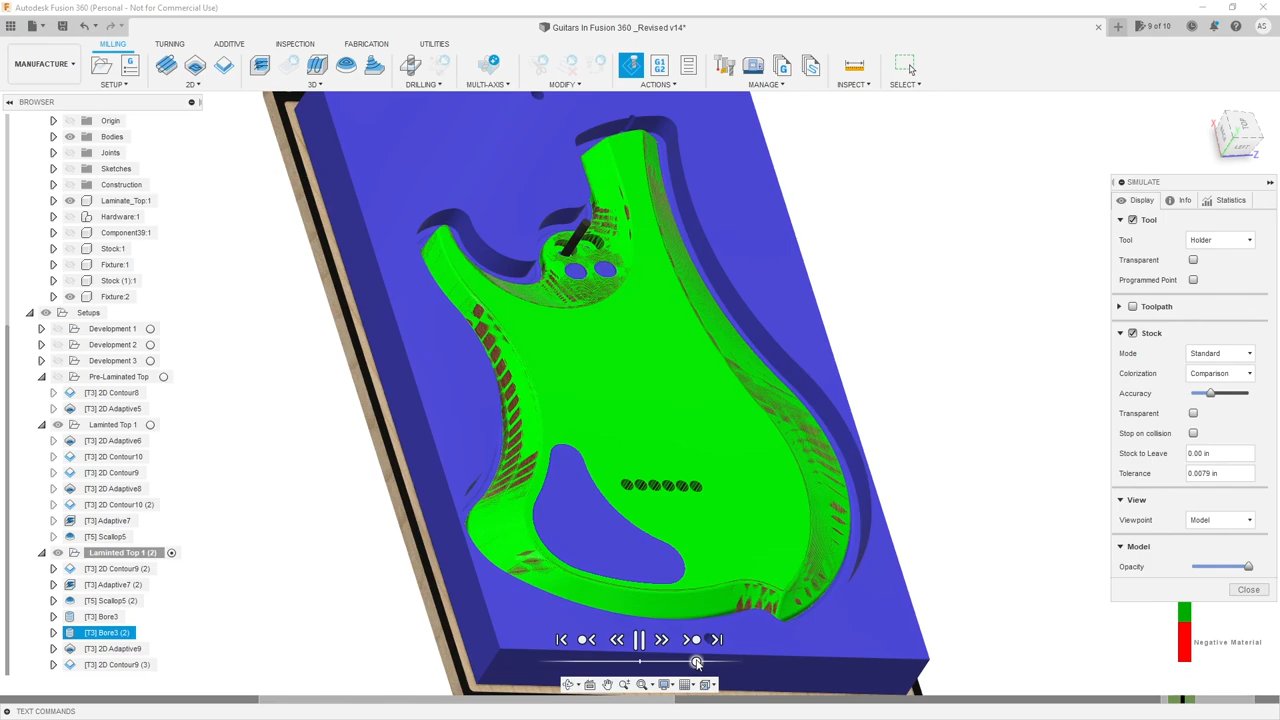 Autodesk Fusion 360 (Personal - Not for Commercial Use)
Guitars In Fusion 360 _Revised v14*
9 of 10
AS
MILLING
TURNING
ADDITIVE
INSPECTION
FABRICATION
UTILITIES
MANUFACTURE
SETUP
2D
3D
DRILLING
MULTI-AXIS
MODIFY
ACTIONS
MANAGE
INSPECT
SELECT
G1
G2
BROWSER
Origin
Bodies
Joints
Sketches
Construction
Laminate_Top:1
Hardware:1
Component39:1
Stock:1
Fixture:1
Stock (1):1
Fixture:2
Setups
Development 1
Development 2
Development 3
Pre-Laminated Top
[T3] 2D Contour8
[T3] 2D Adaptive5
Laminted Top 1
[T3] 2D Adaptive6
[T3] 2D Contour10
[T3] 2D Contour9
[T3] 2D Adaptive8
[T3] 2D Contour10 (2)
[T3] Adaptive7
[T5] Scallop5
Laminted Top 1 (2)
[T3] 2D Contour9 (2)
[T3] Adaptive7 (2)
[T5] Scallop5 (2)
[T3] Bore3
[T3] Bore3 (2)
[T3] 2D Adaptive9
[T3] 2D Contour9 (3)
X
Z
LEFT
SIMULATE
Display
Info
Statistics
Tool
Tool
Holder
Transparent
Programmed Point
Toolpath
Stock
Mode
Standard
Colorization
Comparison
Accuracy
Transparent
Stop on collision
Stock to Leave
0.00 in
Tolerance
0.0079 in
View
Viewpoint
Model
Model
Opacity
Close
Negative Material
TEXT COMMANDS